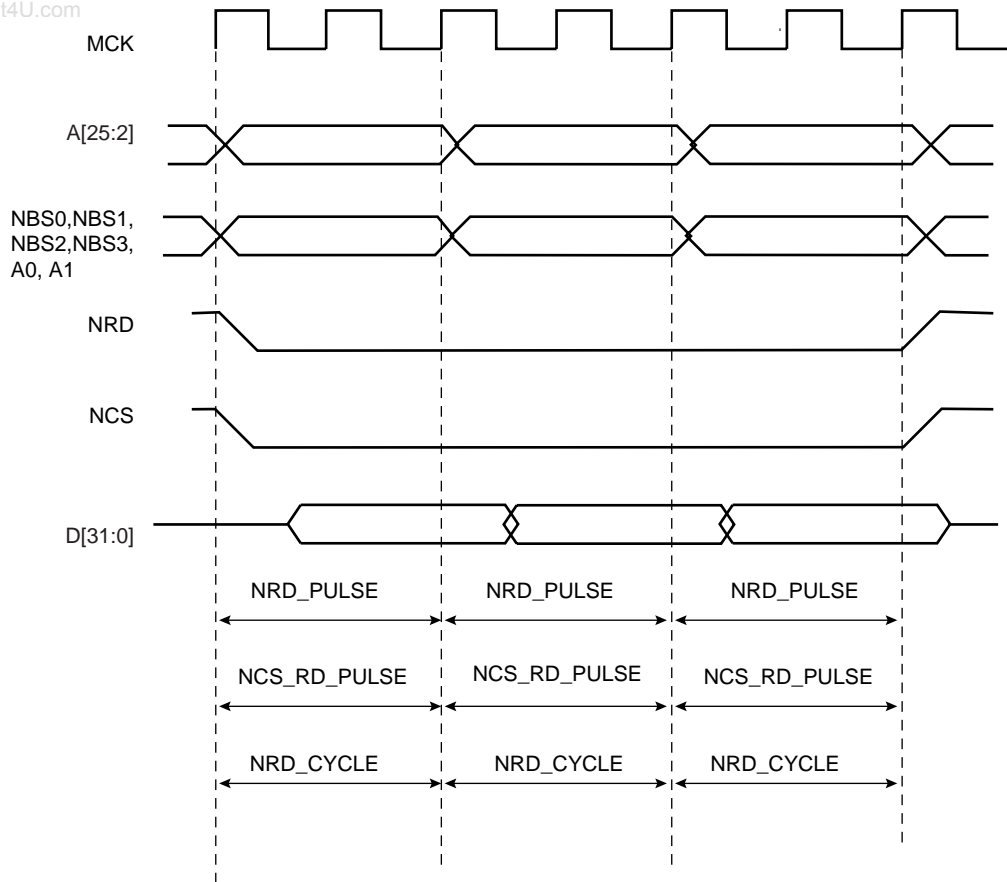 t4U.com
MCK
A[25:2]
NBS0,NBS1,
NBS2,NBS3,
A0, A1
NRD
NCS
D[31:0]
NRD_PULSE NRD_PULSE NRD_PULSE
NCS_RD_PULSE NCS_RD_PULSE NCS_RD_PULSE
NRD_CYCLE NRD_CYCLE NRD_CYCLE